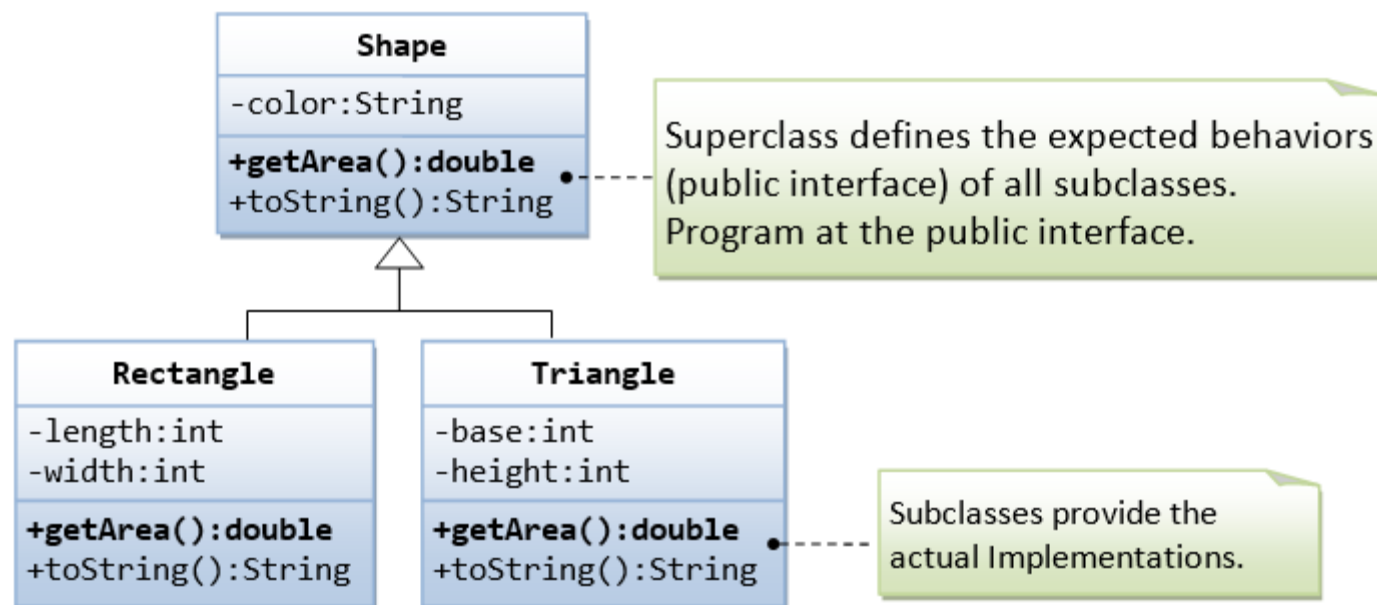 Shape
-color:String
+getArea():double
+toString():String
Superclass defines the expected behaviors
(public interface) of all subclasses.
Program at the public interface.
Rectangle
-length:int
-width:int
+getArea():double
+toString():String
Triangle
-base:int
-height:int
+getArea():double
+toString():String
Subclasses provide the
actual Implementations.